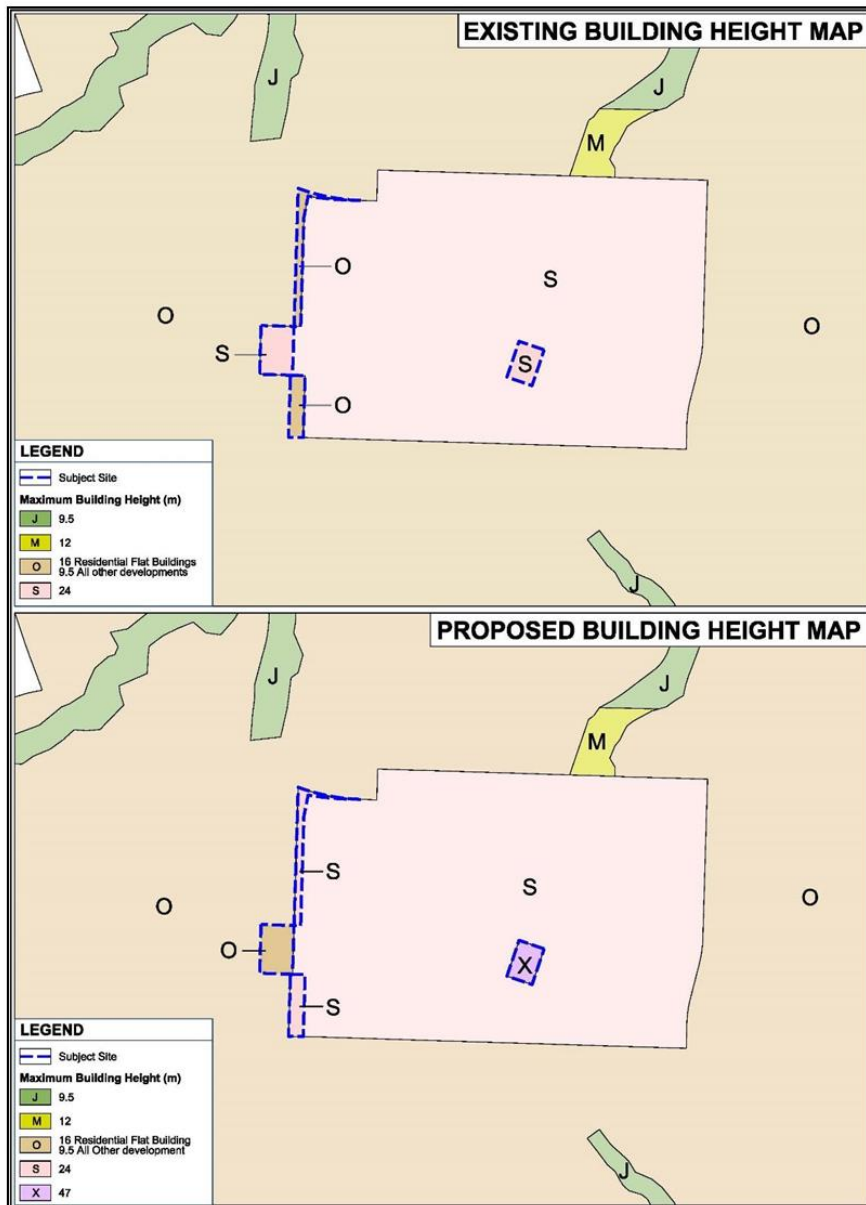 EXISTING BUILDING HEIGHT MAP
J
J
M
O
S
O
O
S
S
O
LEGEND
Subject Site
Maximum Building Height (m)
J 9.5
M 12
O 16 Residential Flat Buildings
9.5 All other developments
S 24
J
PROPOSED BUILDING HEIGHT MAP
J
J
M
S
S
O
O
O
X
S
LEGEND
Subject Site
Maximum Building Height (m)
J 9.5
M 12
O 16 Residential Flat Building
9.5 All Other development
S 24
X 47
J